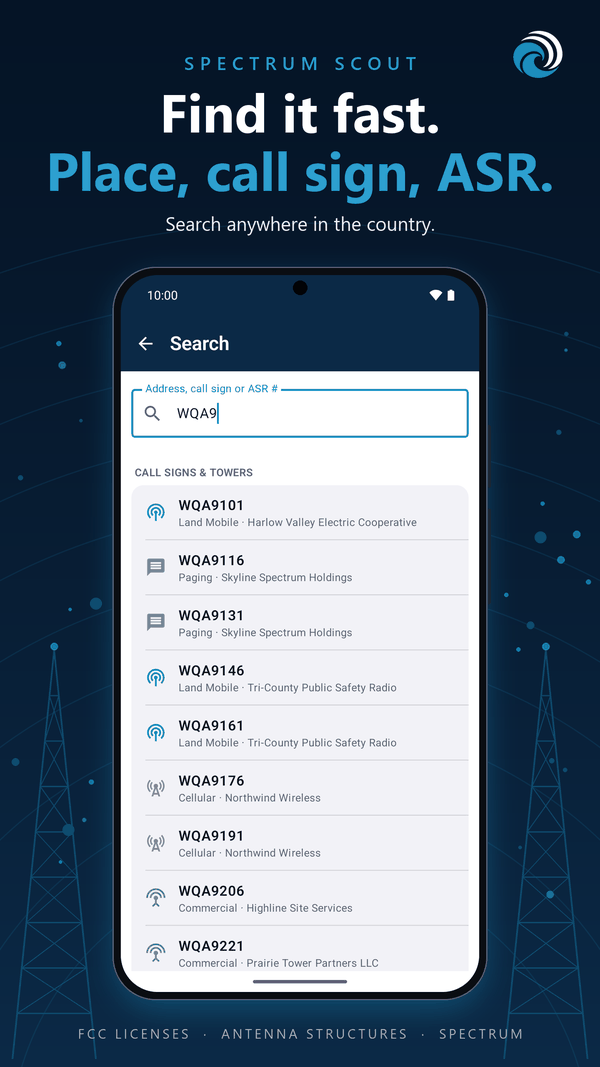 SPECTRUM SCOUT
Find it fast.
Place, call sign, ASR.
Search anywhere in the country.
10:00
Search
Address, call sign or ASR #
WQA9
CALL SIGNS & TOWERS
WQA9101
Land Mobile · Harlow Valley Electric Cooperative
WQA9116
Paging · Skyline Spectrum Holdings
WQA9131
Paging · Skyline Spectrum Holdings
WQA9146
Land Mobile · Tri-County Public Safety Radio
WQA9161
Land Mobile · Tri-County Public Safety Radio
WQA9176
Cellular · Northwind Wireless
WQA9191
Cellular · Northwind Wireless
WQA9206
Commercial · Highline Site Services
WQA9221
Commercial · Prairie Tower Partners LLC
FCC LICENSES · ANTENNA STRUCTURES · SPECTRUM